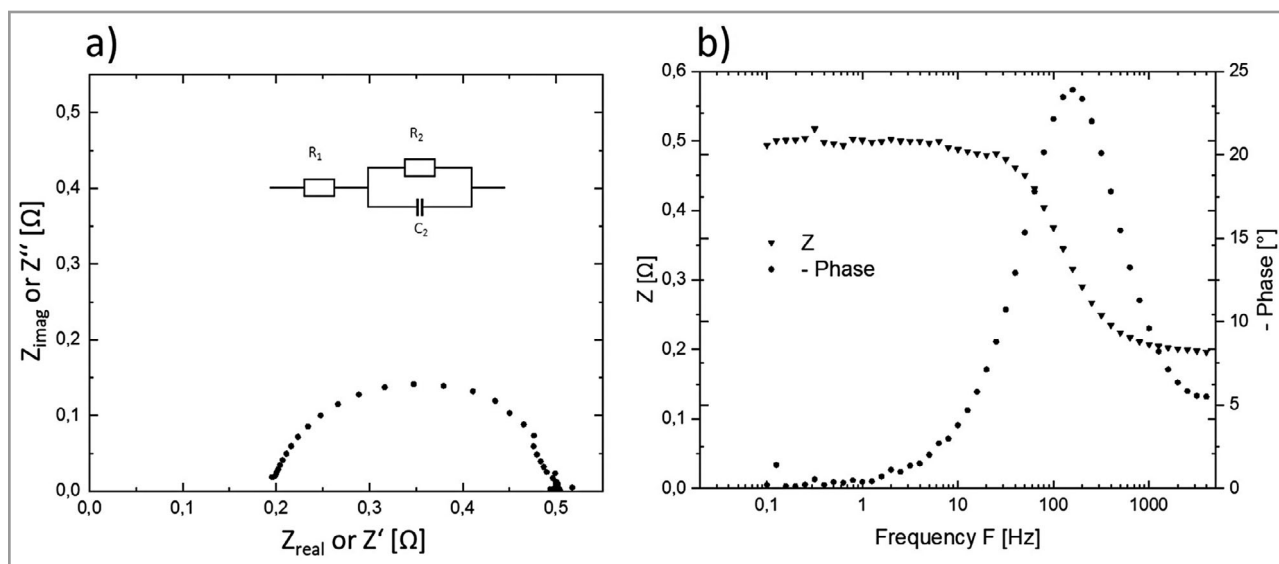 a)
0,5
0,4
0,3
0,2
0,1
0,0
Z_imag or Z‘‘ [Ω]
R₁
R₂
C₂
0,0 0,1 0,2 0,3 0,4 0,5
Z_real or Z‘ [Ω]
b)
0,6
0,5
0,4
0,3
0,2
0,1
0,0
Z [Ω]
Z
- Phase
25
20
15
10
5
0
- Phase [°]
0,1 1 10 100 1000
Frequency F [Hz]